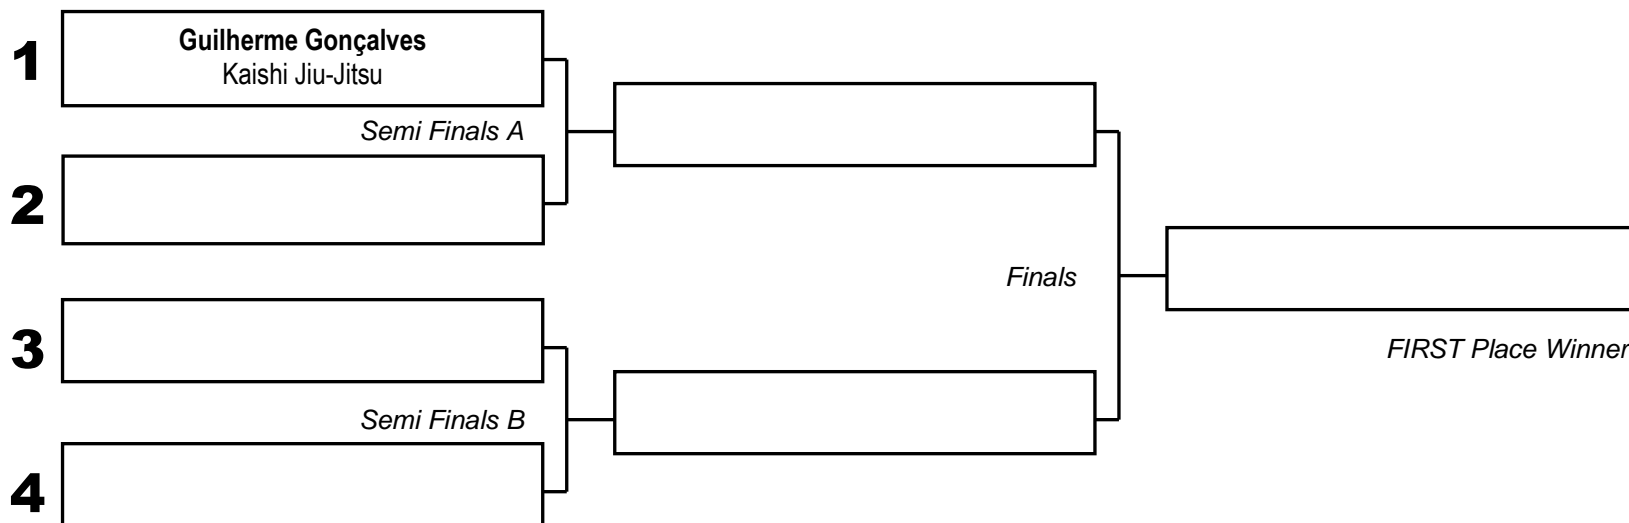 1
Guilherme Gonçalves
Kaishi Jiu-Jitsu
Semi Finals A
2
Finals
3
FIRST Place Winner
Semi Finals B
4